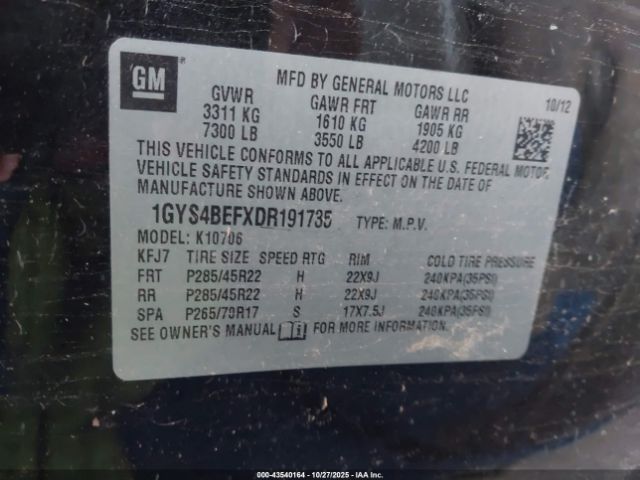 GM
®
MFD BY GENERAL MOTORS LLC
10/12
GVWR GAWR FRT GAWR RR
3311 KG 1610 KG 1905 KG
7300 LB 3550 LB 4200 LB
THIS VEHICLE CONFORMS TO ALL APPLICABLE U.S. FEDERAL MOTOR
VEHICLE SAFETY STANDARDS IN EFFECT ON THE DATE OF
MANUFACTURE SHOWN ABOVE.
1GYS4BEFXDR191735 TYPE: M.P.V.
MODEL: K10706
KFJ7 TIRE SIZE SPEED RTG RIM COLD TIRE PRESSURE
FRT P285/45R22 H 22X9J 240KPA(35PSI)
RR P285/45R22 H 22X9J 240KPA(35PSI)
SPA P265/70R17 S 17X7.5J 240KPA(35PSI)
SEE OWNER'S MANUAL FOR MORE INFORMATION.
000-43540164 - 10/27/2025 - IAAI.COM